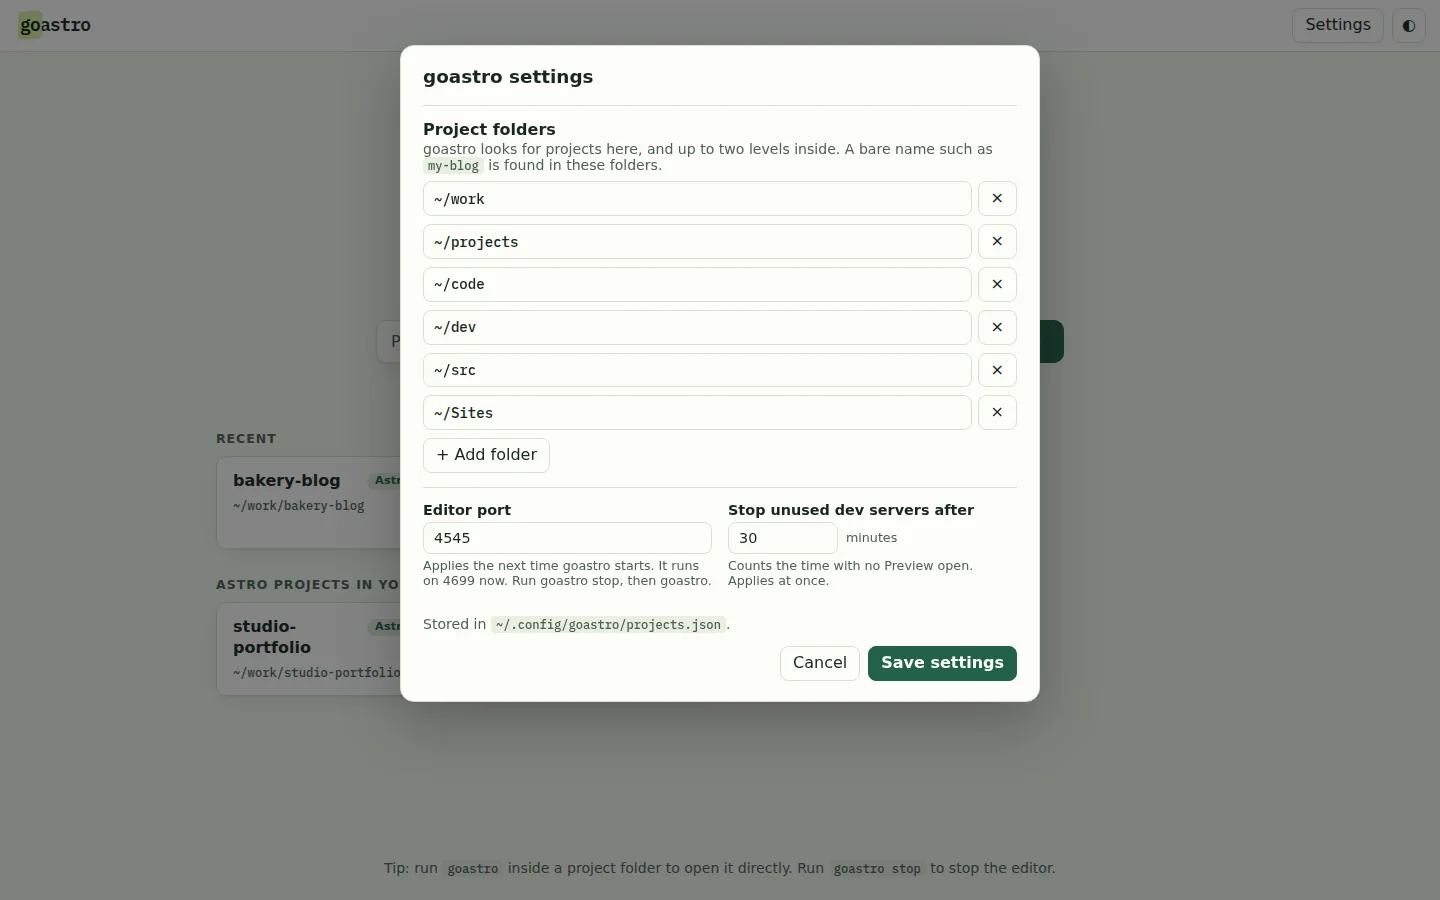 goastro
Settings
goastro settings
Project folders
goastro looks for projects here, and up to two levels inside. A bare name such as
my-blog is found in these folders.
~/work
~/projects
~/code
~/dev
~/src
~/Sites
+ Add folder
Editor port
Stop unused dev servers after
4545
30 minutes
Applies the next time goastro starts. It runs
on 4699 now. Run goastro stop, then goastro.
Counts the time with no Preview open.
Applies at once.
Stored in ~/.config/goastro/projects.json.
Cancel
Save settings
RECENT
bakery-blog
~/work/bakery-blog
ASTRO PROJECTS IN
studio-
portfolio
~/work/studio-portfolio
Tip: run goastro inside a project folder to open it directly. Run goastro stop to stop the editor.